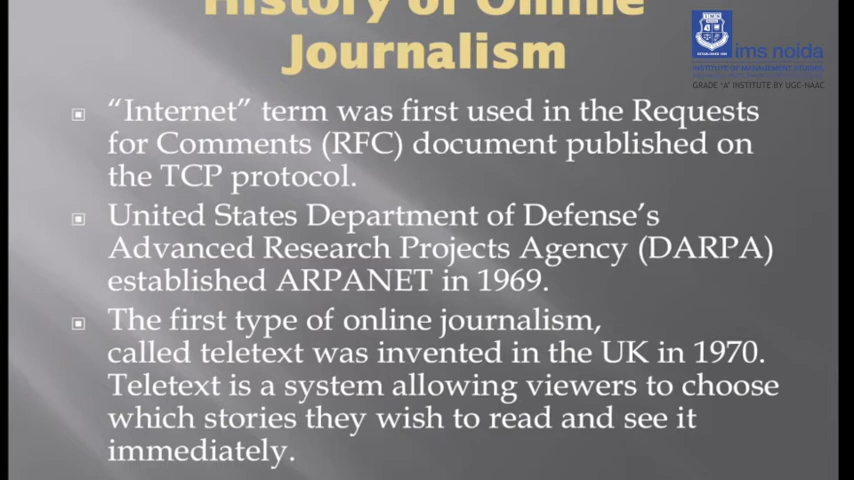 History of Online
Journalism
ims noida
INSTITUTE OF MANAGEMENT STUDIES
GRADE 'A' INSTITUTE BY UGC-NAAC
“Internet” term was first used in the Requests
for Comments (RFC) document published on
the TCP protocol.
United States Department of Defense’s
Advanced Research Projects Agency (DARPA)
established ARPANET in 1969.
The first type of online journalism,
called teletext was invented in the UK in 1970.
Teletext is a system allowing viewers to choose
which stories they wish to read and see it
immediately.